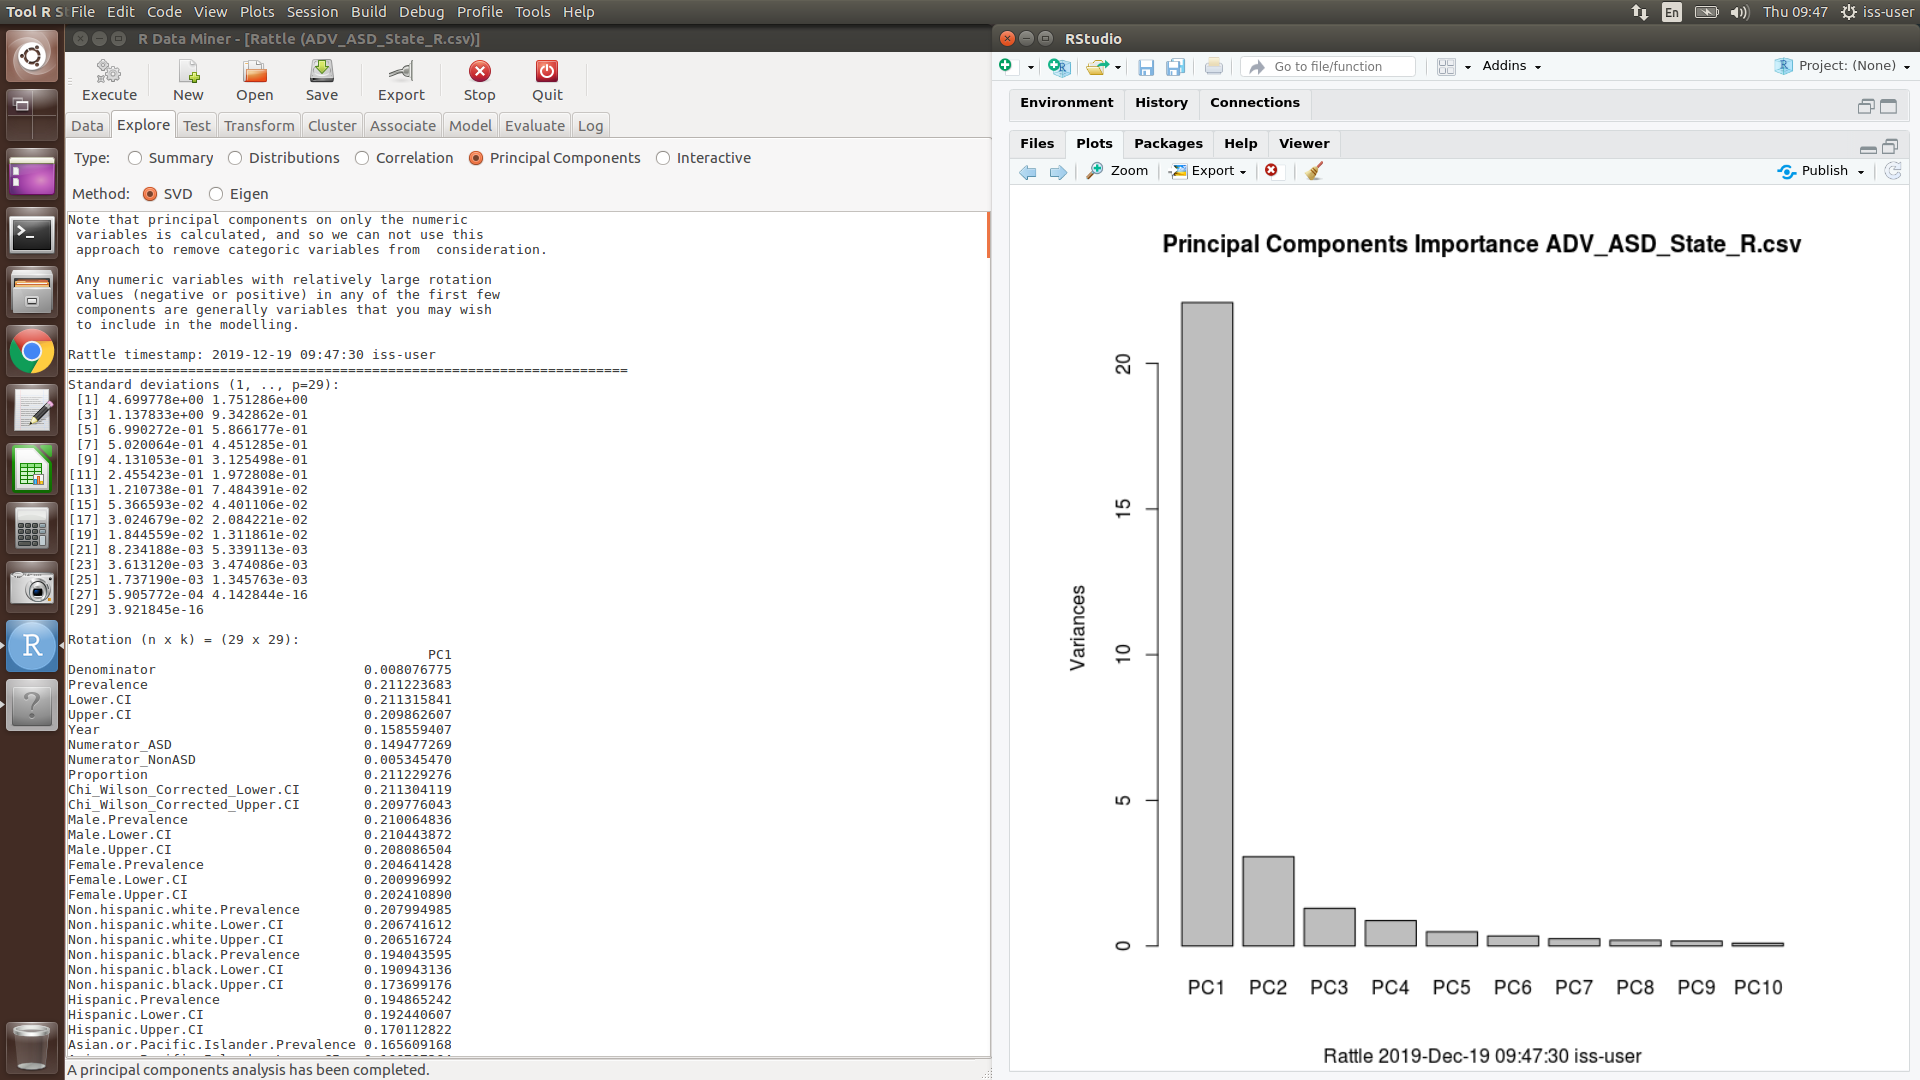 Tool R St File Edit Code View Plots Session Build Debug Profile Tools Help
En Thu 09:47 iss-user
R Data Miner - [Rattle (ADV_ASD_State_R.csv)]
Execute New Open Save Export Stop Quit
Data Explore Test Transform Cluster Associate Model Evaluate Log
Type: Summary Distributions Correlation Principal Components Interactive
Method: SVD Eigen
Note that principal components on only the numeric
variables is calculated, and so we can not use this
approach to remove categoric variables from consideration.
Any numeric variables with relatively large rotation
values (negative or positive) in any of the first few
components are generally variables that you may wish
to include in the modelling.
Rattle timestamp: 2019-12-19 09:47:30 iss-user
======================================================================
Standard deviations (1, .., p=29):
[1] 4.699778e+00 1.751286e+00
[3] 1.137833e+00 9.342862e-01
[5] 6.990272e-01 5.866177e-01
[7] 5.020064e-01 4.451285e-01
[9] 4.131053e-01 3.125498e-01
[11] 2.455423e-01 1.972808e-01
[13] 1.210738e-01 7.484391e-02
[15] 5.366593e-02 4.401106e-02
[17] 3.024679e-02 2.084221e-02
[19] 1.844559e-02 1.311861e-02
[21] 8.234188e-03 5.339113e-03
[23] 3.613120e-03 3.474086e-03
[25] 1.737190e-03 1.345763e-03
[27] 5.905772e-04 4.142844e-16
[29] 3.921845e-16
Rotation (n x k) = (29 x 29):
PC1
Denominator 0.008076775
Prevalence 0.211223683
Lower.CI 0.211315841
Upper.CI 0.209862607
Year 0.158559407
Numerator_ASD 0.149477269
Numerator_NonASD 0.005345470
Proportion 0.211229276
Chi_Wilson_Corrected_Lower.CI 0.211304119
Chi_Wilson_Corrected_Upper.CI 0.209776043
Male.Prevalence 0.210064836
Male.Lower.CI 0.210443872
Male.Upper.CI 0.208086504
Female.Prevalence 0.204641428
Female.Lower.CI 0.200996992
Female.Upper.CI 0.202410890
Non.hispanic.white.Prevalence 0.207994985
Non.hispanic.white.Lower.CI 0.206741612
Non.hispanic.white.Upper.CI 0.206516724
Non.hispanic.black.Prevalence 0.194043595
Non.hispanic.black.Lower.CI 0.190943136
Non.hispanic.black.Upper.CI 0.173699176
Hispanic.Prevalence 0.194865242
Hispanic.Lower.CI 0.192440607
Hispanic.Upper.CI 0.170112822
Asian.or.Pacific.Islander.Prevalence 0.165609168
A principal components analysis has been completed.
RStudio
Go to file/function Addins Project: (None)
Environment History Connections
Files Plots Packages Help Viewer
Zoom Export Publish
Principal Components Importance ADV_ASD_State_R.csv
Variances
20
15
10
5
0
PC1 PC2 PC3 PC4 PC5 PC6 PC7 PC8 PC9 PC10
Rattle 2019-Dec-19 09:47:30 iss-user